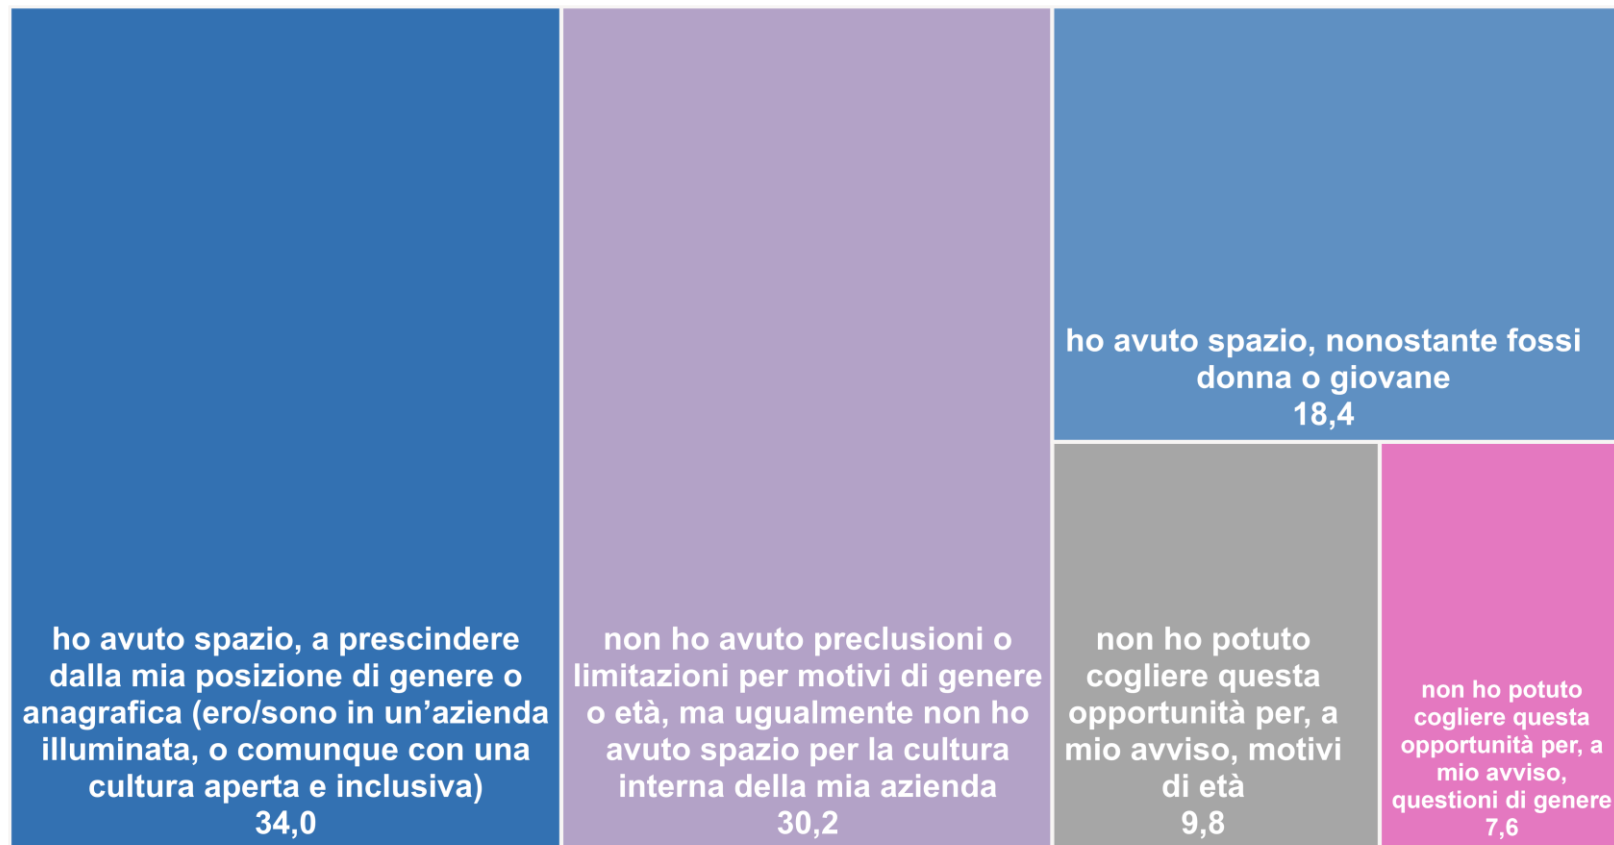 ho avuto spazio, a prescindere
dalla mia posizione di genere o
anagrafica (ero/sono in un’azienda
illuminata, o comunque con una
cultura aperta e inclusiva)
34,0
non ho avuto preclusioni o
limitazioni per motivi di genere
o età, ma ugualmente non ho
avuto spazio per la cultura
interna della mia azienda
30,2
ho avuto spazio, nonostante fossi
donna o giovane
18,4
non ho potuto
cogliere questa
opportunità per, a
mio avviso, motivi
di età
9,8
non ho potuto
cogliere questa
opportunità per, a
mio avviso,
questioni di genere
7,6